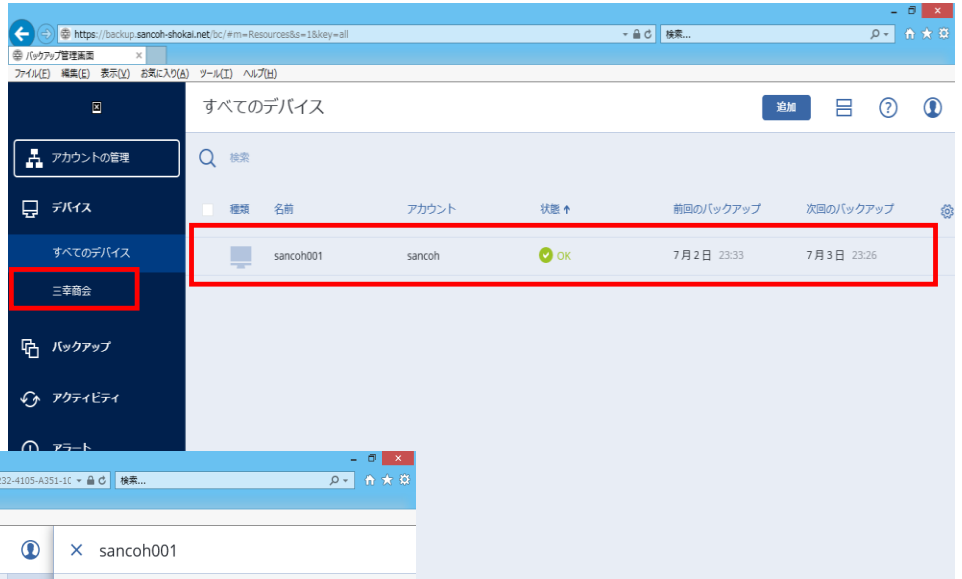 https://backup.sancoh-shokai.net/bc/#m=Resources&s=1&key=all
検索...
バックアップ管理画面
ファイル(F) 編集(E) 表示(V) お気に入り(A) ツール(T) ヘルプ(H)
すべてのデバイス
追加
アカウントの管理
検索
デバイス
種類 名前 アカウント 状態 前回のバックアップ 次回のバックアップ
すべてのデバイス
sancoh001 sancoh OK 7月2日 23:33 7月3日 23:26
三幸商会
バックアップ
アクティビティ
アラート
232-4105-A351-1C 検索...
sancoh001